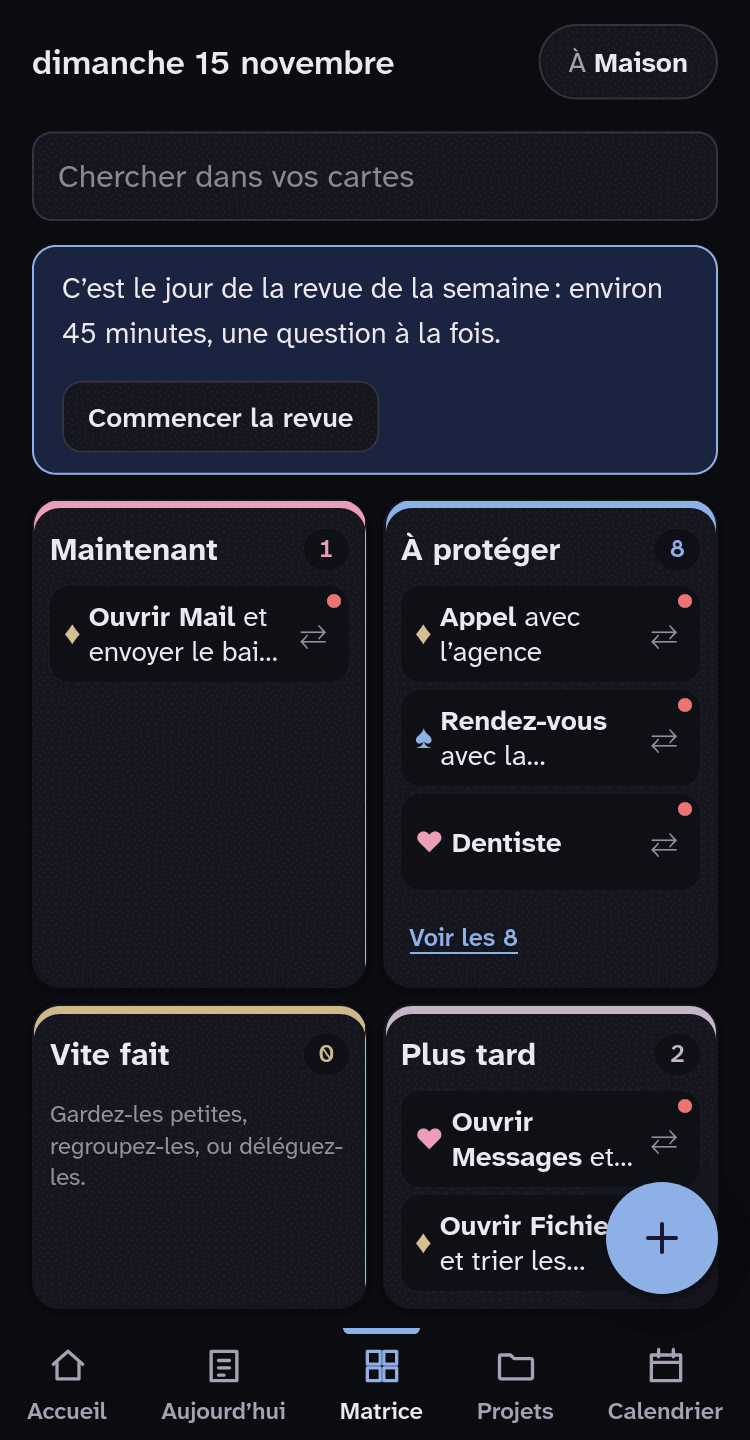 dimanche 15 novembre
À Maison
Chercher dans vos cartes
C’est le jour de la revue de la semaine : environ
45 minutes, une question à la fois.
Commencer la revue
Maintenant
1
Ouvrir Mail et
envoyer le bai…
À protéger
8
Appel avec
l’agence
Rendez-vous
avec la…
Dentiste
Voir les 8
Vite fait
0
Gardez-les petites,
regroupez-les, ou déléguez-
les.
Plus tard
2
Ouvrir
Messages et…
Ouvrir Fichie
et trier les…
Accueil
Aujourd’hui
Matrice
Projets
Calendrier